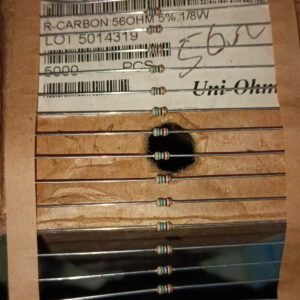 R-CARBON 56OHM 5%,1/8W
LOT 5014319
56Ω
5000 PCS
Uni-Ohm